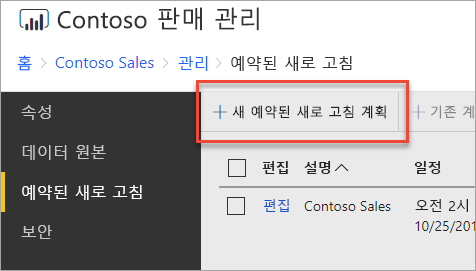 Contoso 판매 관리
홈 > Contoso Sales > 관리 > 예약된 새로 고침
속성
데이터 원본
예약된 새로 고침
보안
+ 새 예약된 새로 고침 계획 + 기존 계
편집 설명 일정
편집 Contoso Sales 오전 2시
10/25/201